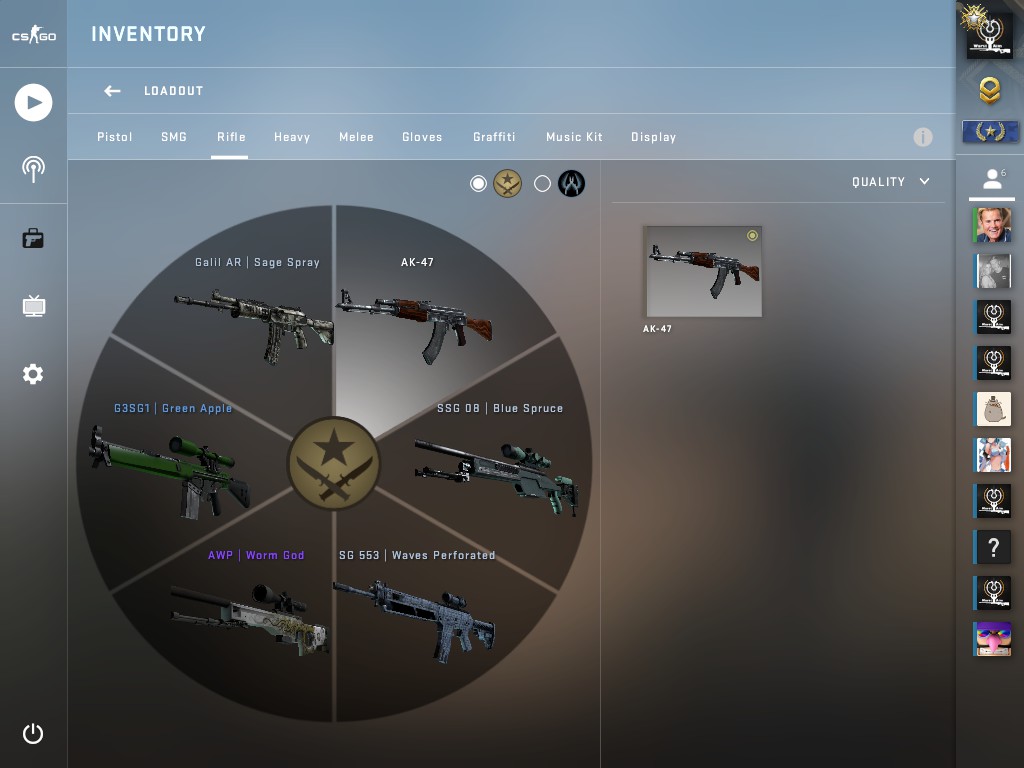 CS GO
INVENTORY
LOADOUT
Pistol SMG Rifle Heavy Melee Gloves Graffiti Music Kit Display
i
QUALITY
6
Galil AR | Sage Spray
AK-47
AK-47
G3SG1 | Green Apple
SSG 08 | Blue Spruce
AWP | Worm God
SG 553 | Waves Perforated
?